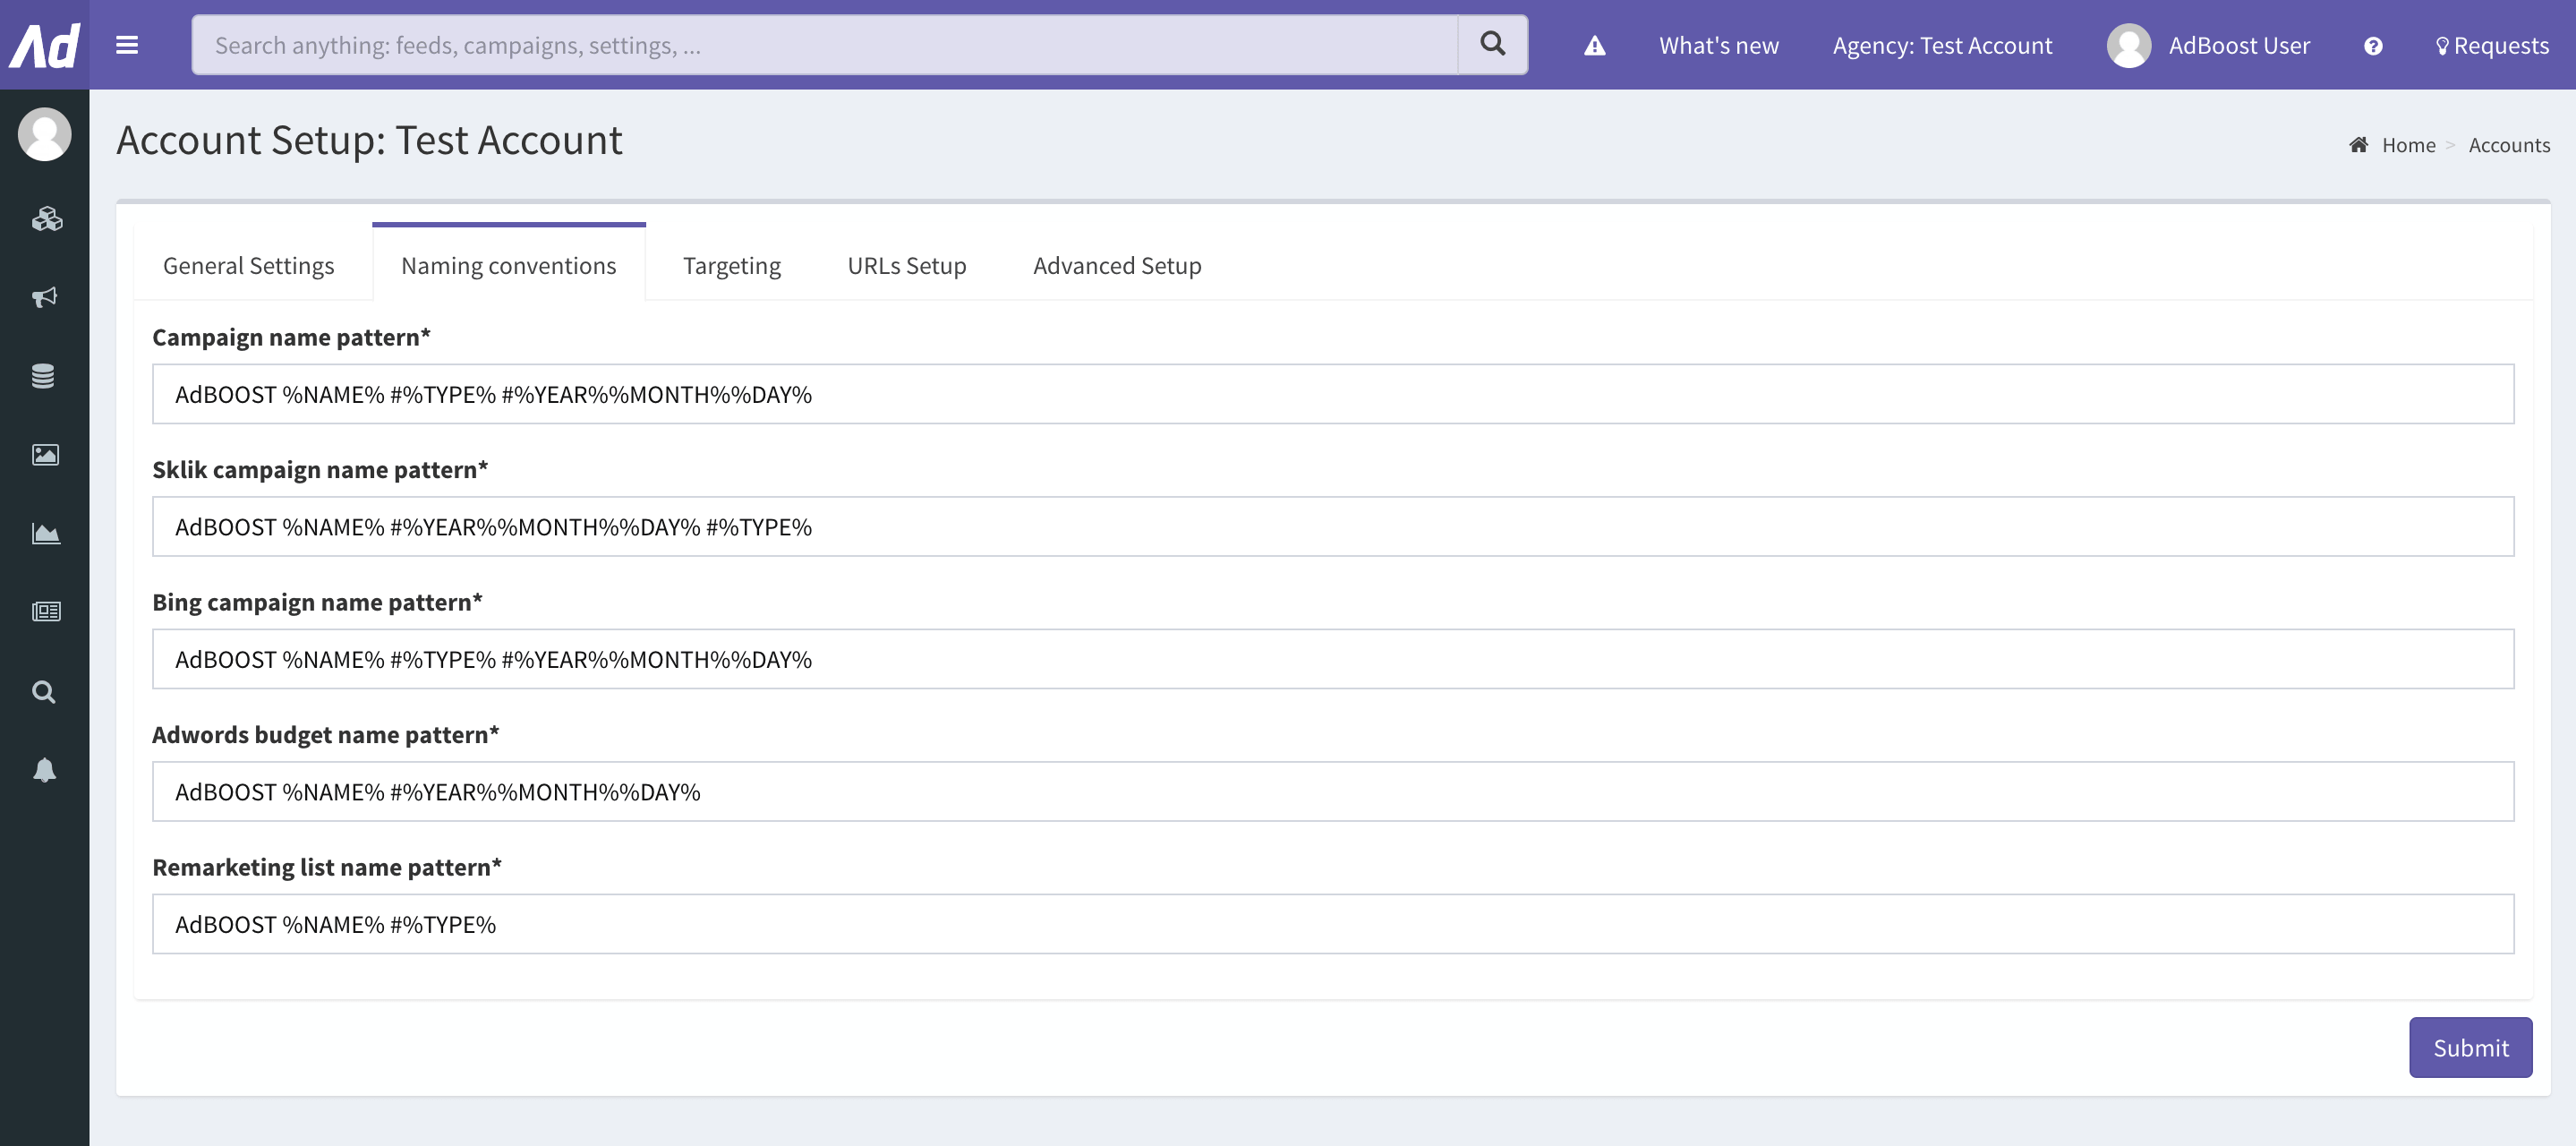 Ad
Search anything: feeds, campaigns, settings, ...
What's new
Agency: Test Account
AdBoost User
Requests
Account Setup: Test Account
Home > Accounts
General Settings
Naming conventions
Targeting
URLs Setup
Advanced Setup
Campaign name pattern*
AdBOOST %NAME% #%TYPE% #%YEAR%%MONTH%%DAY%
Sklik campaign name pattern*
AdBOOST %NAME% #%YEAR%%MONTH%%DAY% #%TYPE%
Bing campaign name pattern*
AdBOOST %NAME% #%TYPE% #%YEAR%%MONTH%%DAY%
Adwords budget name pattern*
AdBOOST %NAME% #%YEAR%%MONTH%%DAY%
Remarketing list name pattern*
AdBOOST %NAME% #%TYPE%
Submit